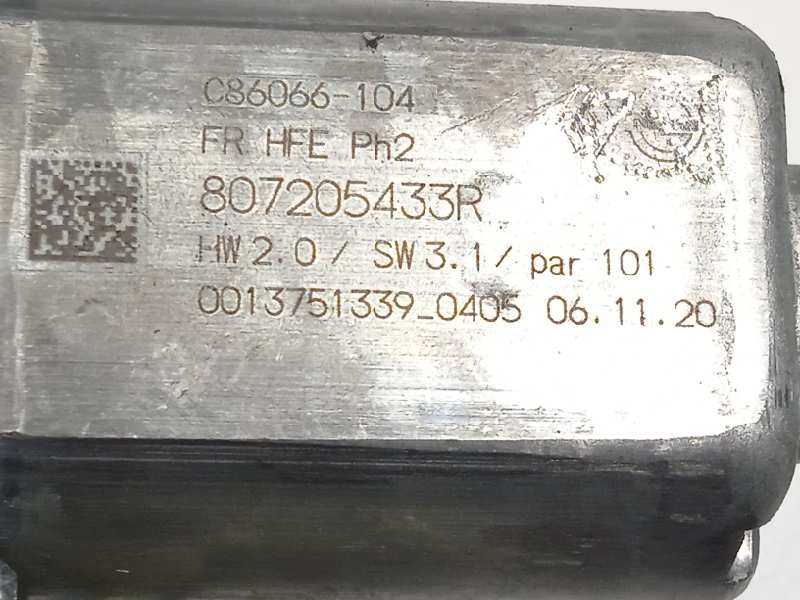 C86066-104
FR HFE Ph2
807205433R
HW 2.0 / SW 3.1 / par 101
0013751339_0405 06.11.20